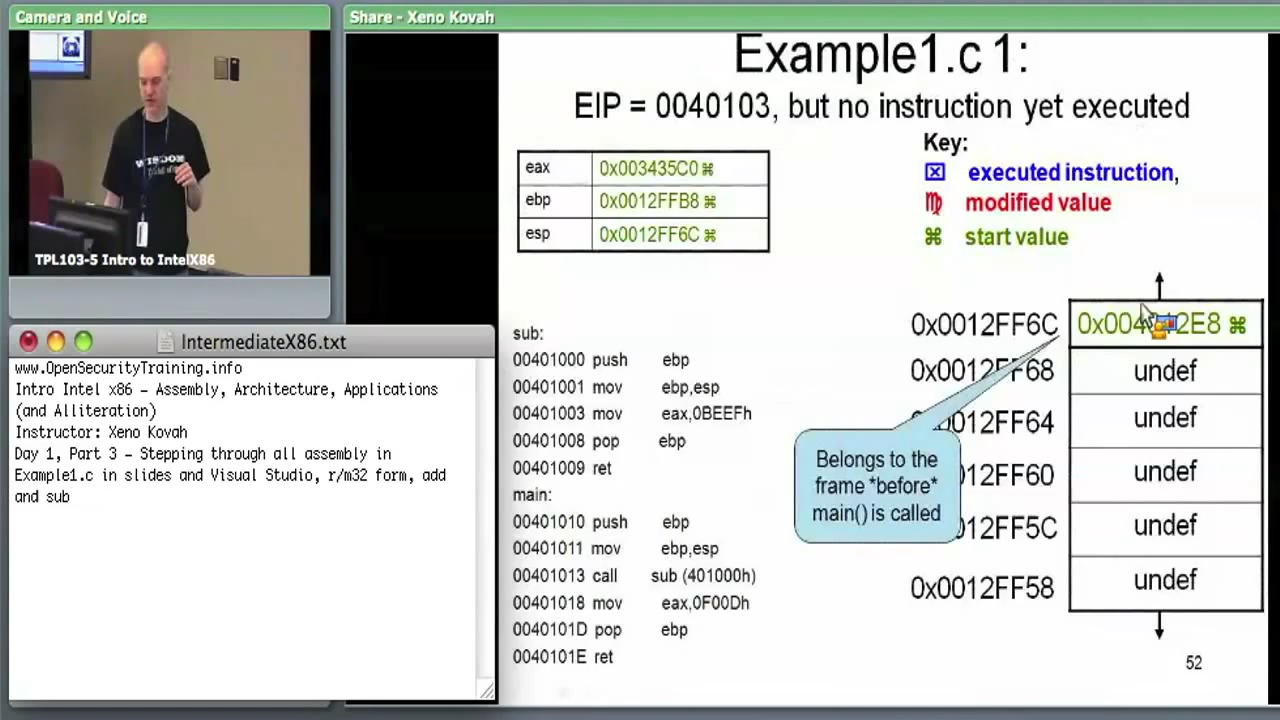 Camera and Voice
WISDOM
TPL103-5 Intro to IntelX86
IntermediateX86.txt
www.OpenSecurityTraining.info
Intro Intel x86 – Assembly, Architecture, Applications
(and Alliteration)
Instructor: Xeno Kovah
Day 1, Part 3 – Stepping through all assembly in
Example1.c in slides and Visual Studio, r/m32 form, add
and sub
Share - Xeno Kovah
Example1.c 1:
EIP = 0040103, but no instruction yet executed
Key:
⌧ executed instruction,
♍ modified value
⌘ start value
eax 0x003435C0 ⌘
ebp 0x0012FFB8 ⌘
esp 0x0012FF6C ⌘
sub:
00401000 push ebp
00401001 mov ebp,esp
00401003 mov eax,0BEEFh
00401008 pop ebp
00401009 ret
main:
00401010 push ebp
00401011 mov ebp,esp
00401013 call sub (401000h)
00401018 mov eax,0F00Dh
0040101D pop ebp
0040101E ret
Belongs to the
frame *before*
main() is called
0x0012FF6C
0x0012FF68 undef
0x0012FF64 undef
0x0012FF60 undef
0x0012FF5C undef
0x0012FF58 undef
52